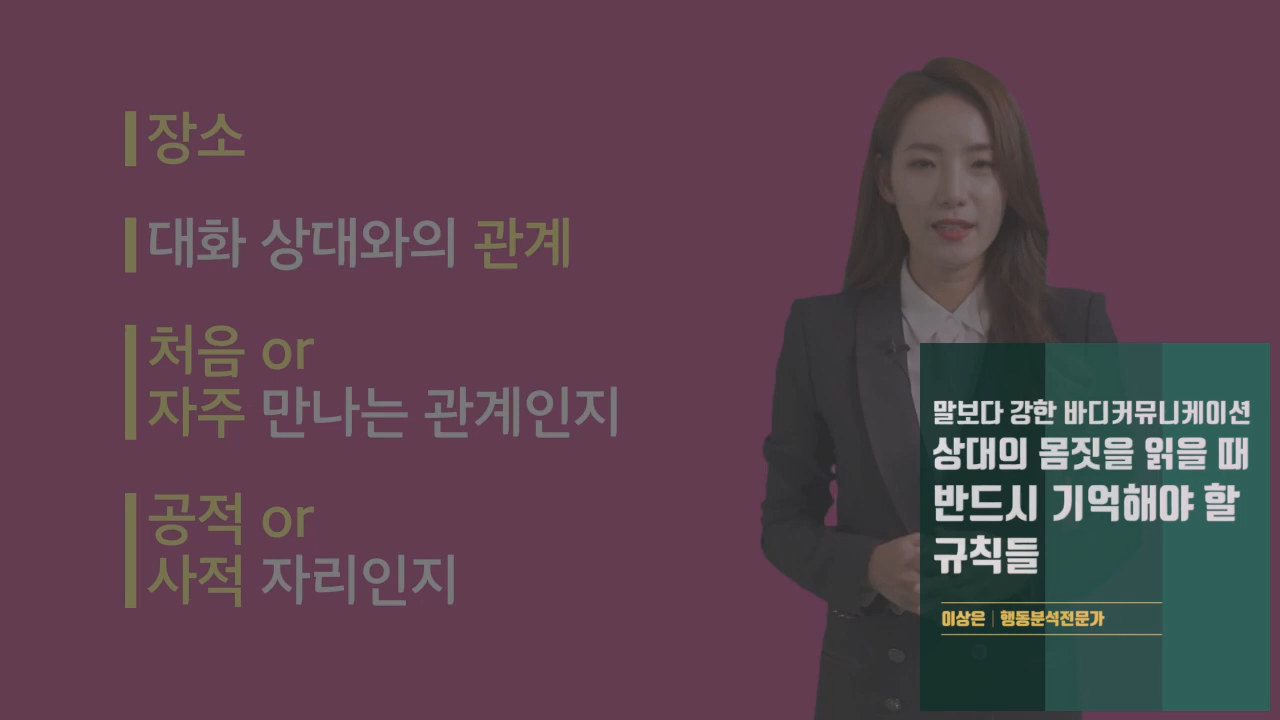 장소
대화 상대와의 관계
처음 or
자주 만나는 관계인지
공적 or
사적 자리인지
말보다 강한 바디커뮤니케이션
상대의 몸짓을 읽을 때
반드시 기억해야 할
규칙들
이상은 | 행동분석전문가